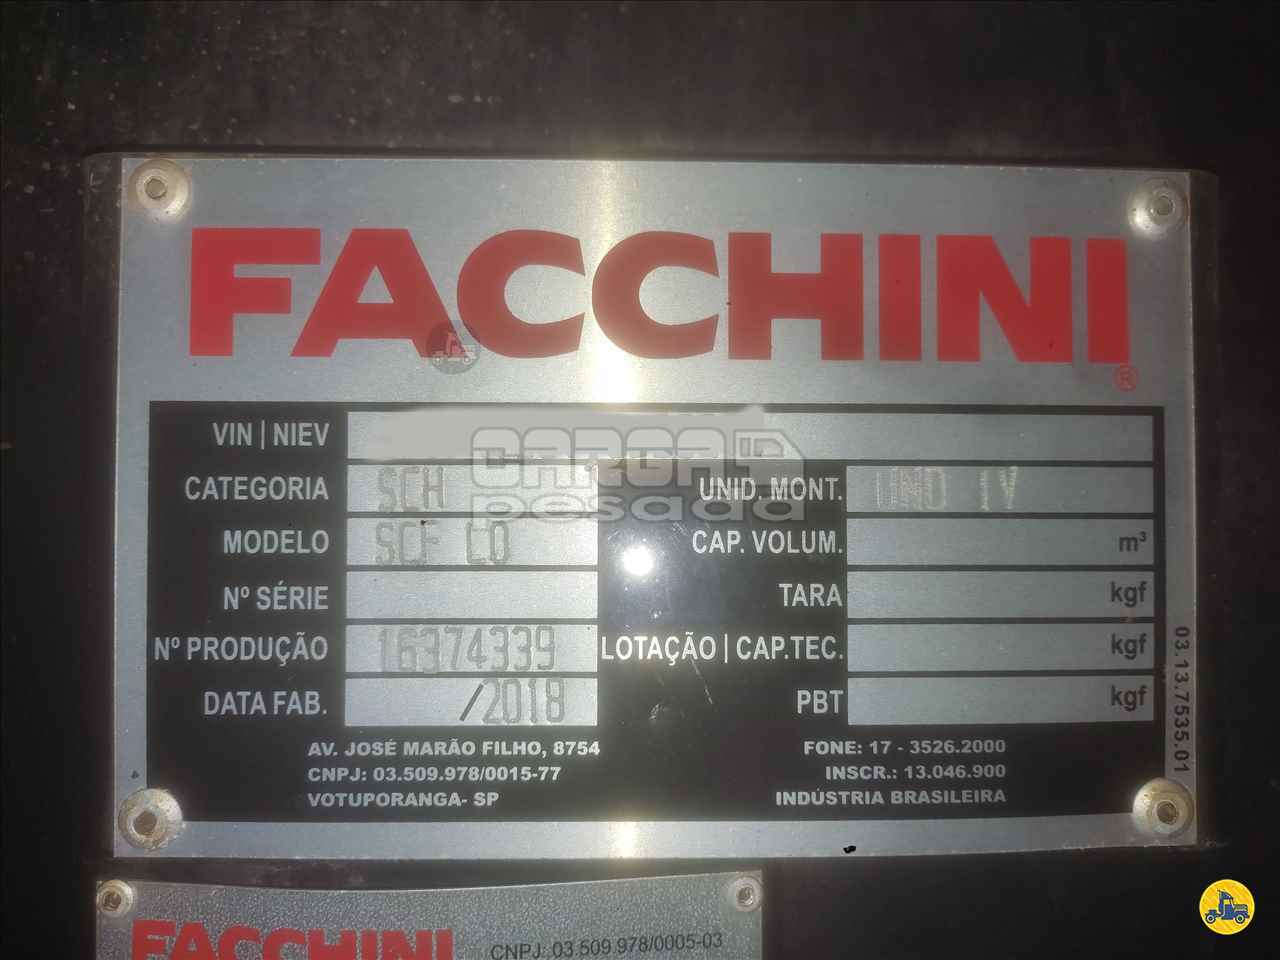 FACCHINI
®
VIN | NIEV
CARGA
pesada
CATEGORIA SCH UNID. MONT. UND IV
MODELO SCF CO CAP. VOLUM. m³
Nº SÉRIE TARA kgf
Nº PRODUÇÃO 16374339 LOTAÇÃO | CAP.TEC. kgf
DATA FAB. /2018 PBT kgf
AV. JOSÉ MARÃO FILHO, 8754 FONE: 17 - 3526.2000
CNPJ: 03.509.978/0015-77 INSCR.: 13.046.900
VOTUPORANGA- SP INDÚSTRIA BRASILEIRA
03.13.7535.01
FACCHINI CNPJ: 03.509.978/0005-03